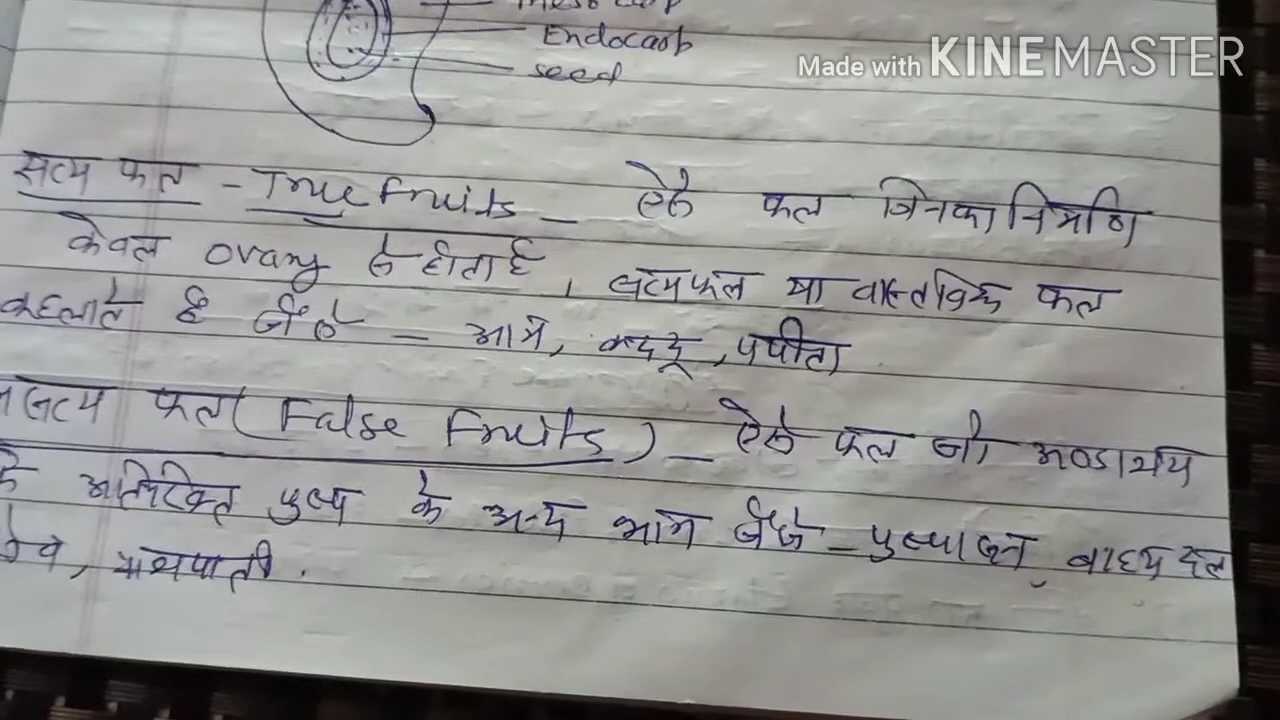 Endocarp
seed
Made with KINEMASTER
सत्य फल - True fruits - ऐसे फल जिनका निर्माण
केवल ovary से होता है, सत्यफल या वास्तविक फल
कहलाते है जैसे - आम, कद्दू, पपीता
असत्य फल (False Fruits) - ऐसे फल जो अण्डाशय
के अतिरिक्त पुष्प के अन्य भाग जैसे - पुष्पासन, बाह्य दल
सेव, नाशपाती.